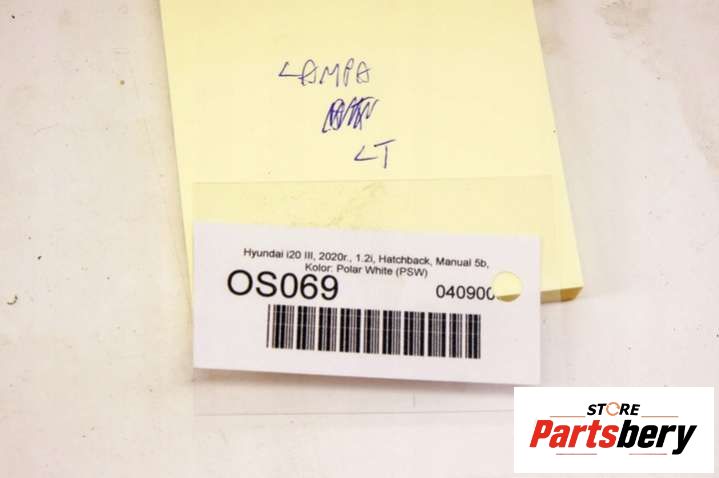 LAMPA
LT
Hyundai i20 III, 2020r., 1.2i, Hatchback, Manual 5b,
Kolor: Polar White (PSW)
OS069 040900
STORE
Partsbery